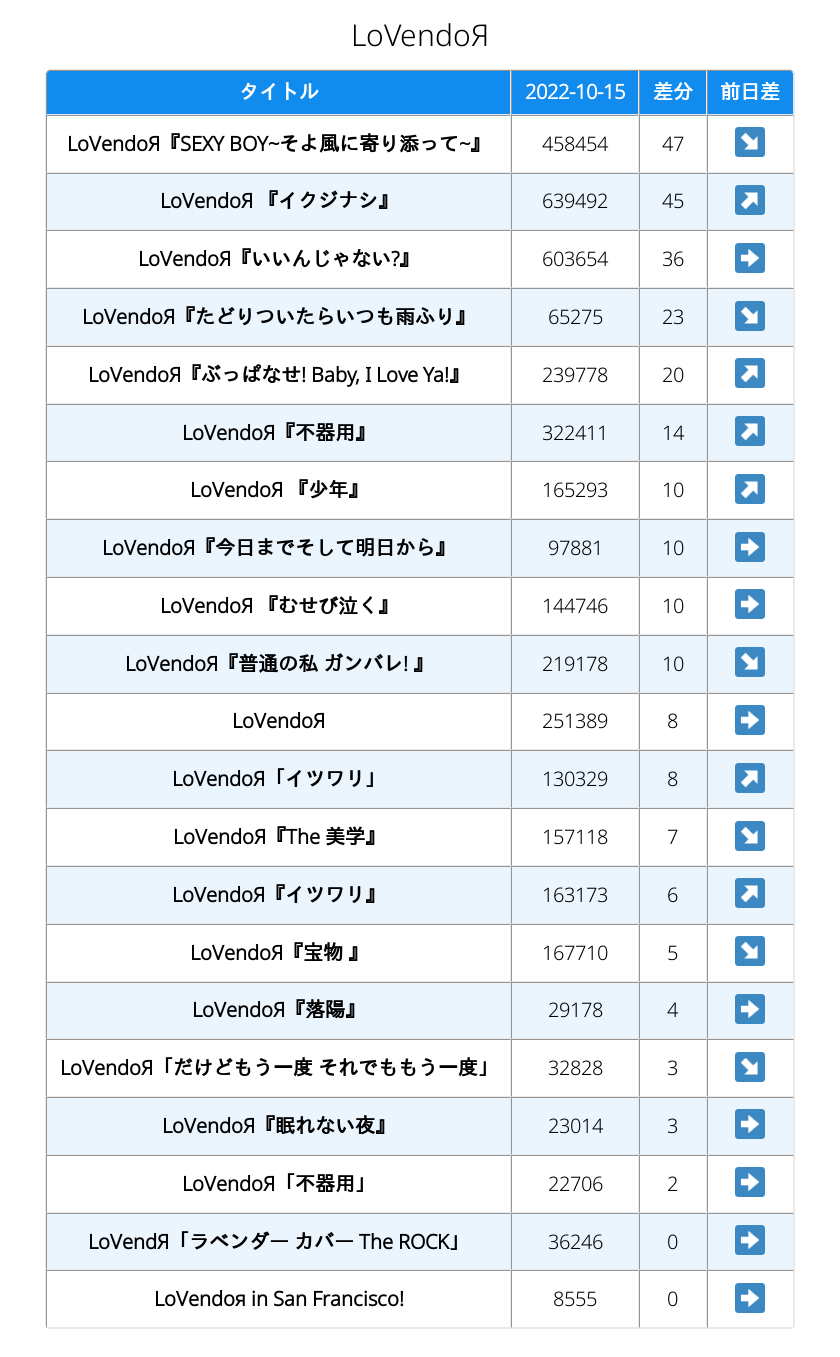 LoVendoЯ
タイトル 2022-10-15 差分 前日差
LoVendoЯ『SEXY BOY~そよ風に寄り添って~』 458454 47 ↘
LoVendoЯ 『イクジナシ』 639492 45 ↗
LoVendoЯ『いいんじゃない?』 603654 36 ➡
LoVendoЯ『たどりついたらいつも雨ふり』 65275 23 ↘
LoVendoЯ『ぶっぱなせ! Baby, I Love Ya!』 239778 20 ↗
LoVendoЯ『不器用』 322411 14 ↗
LoVendoЯ 『少年』 165293 10 ↗
LoVendoЯ『今日までそして明日から』 97881 10 ➡
LoVendoЯ 『むせび泣く』 144746 10 ➡
LoVendoЯ『普通の私 ガンバレ! 』 219178 10 ↘
LoVendoЯ 251389 8 ➡
LoVendoЯ「イツワリ」 130329 8 ↗
LoVendoЯ『The 美学』 157118 7 ↘
LoVendoЯ『イツワリ』 163173 6 ↗
LoVendoЯ『宝物 』 167710 5 ↘
LoVendoЯ『落陽』 29178 4 ➡
LoVendoЯ「だけどもう一度 それでももう一度」 32828 3 ↘
LoVendoЯ『眠れない夜』 23014 3 ➡
LoVendoЯ「不器用」 22706 2 ➡
LoVendЯ「ラベンダー カバー The ROCK」 36246 0 ➡
LoVendoя in San Francisco! 8555 0 ➡